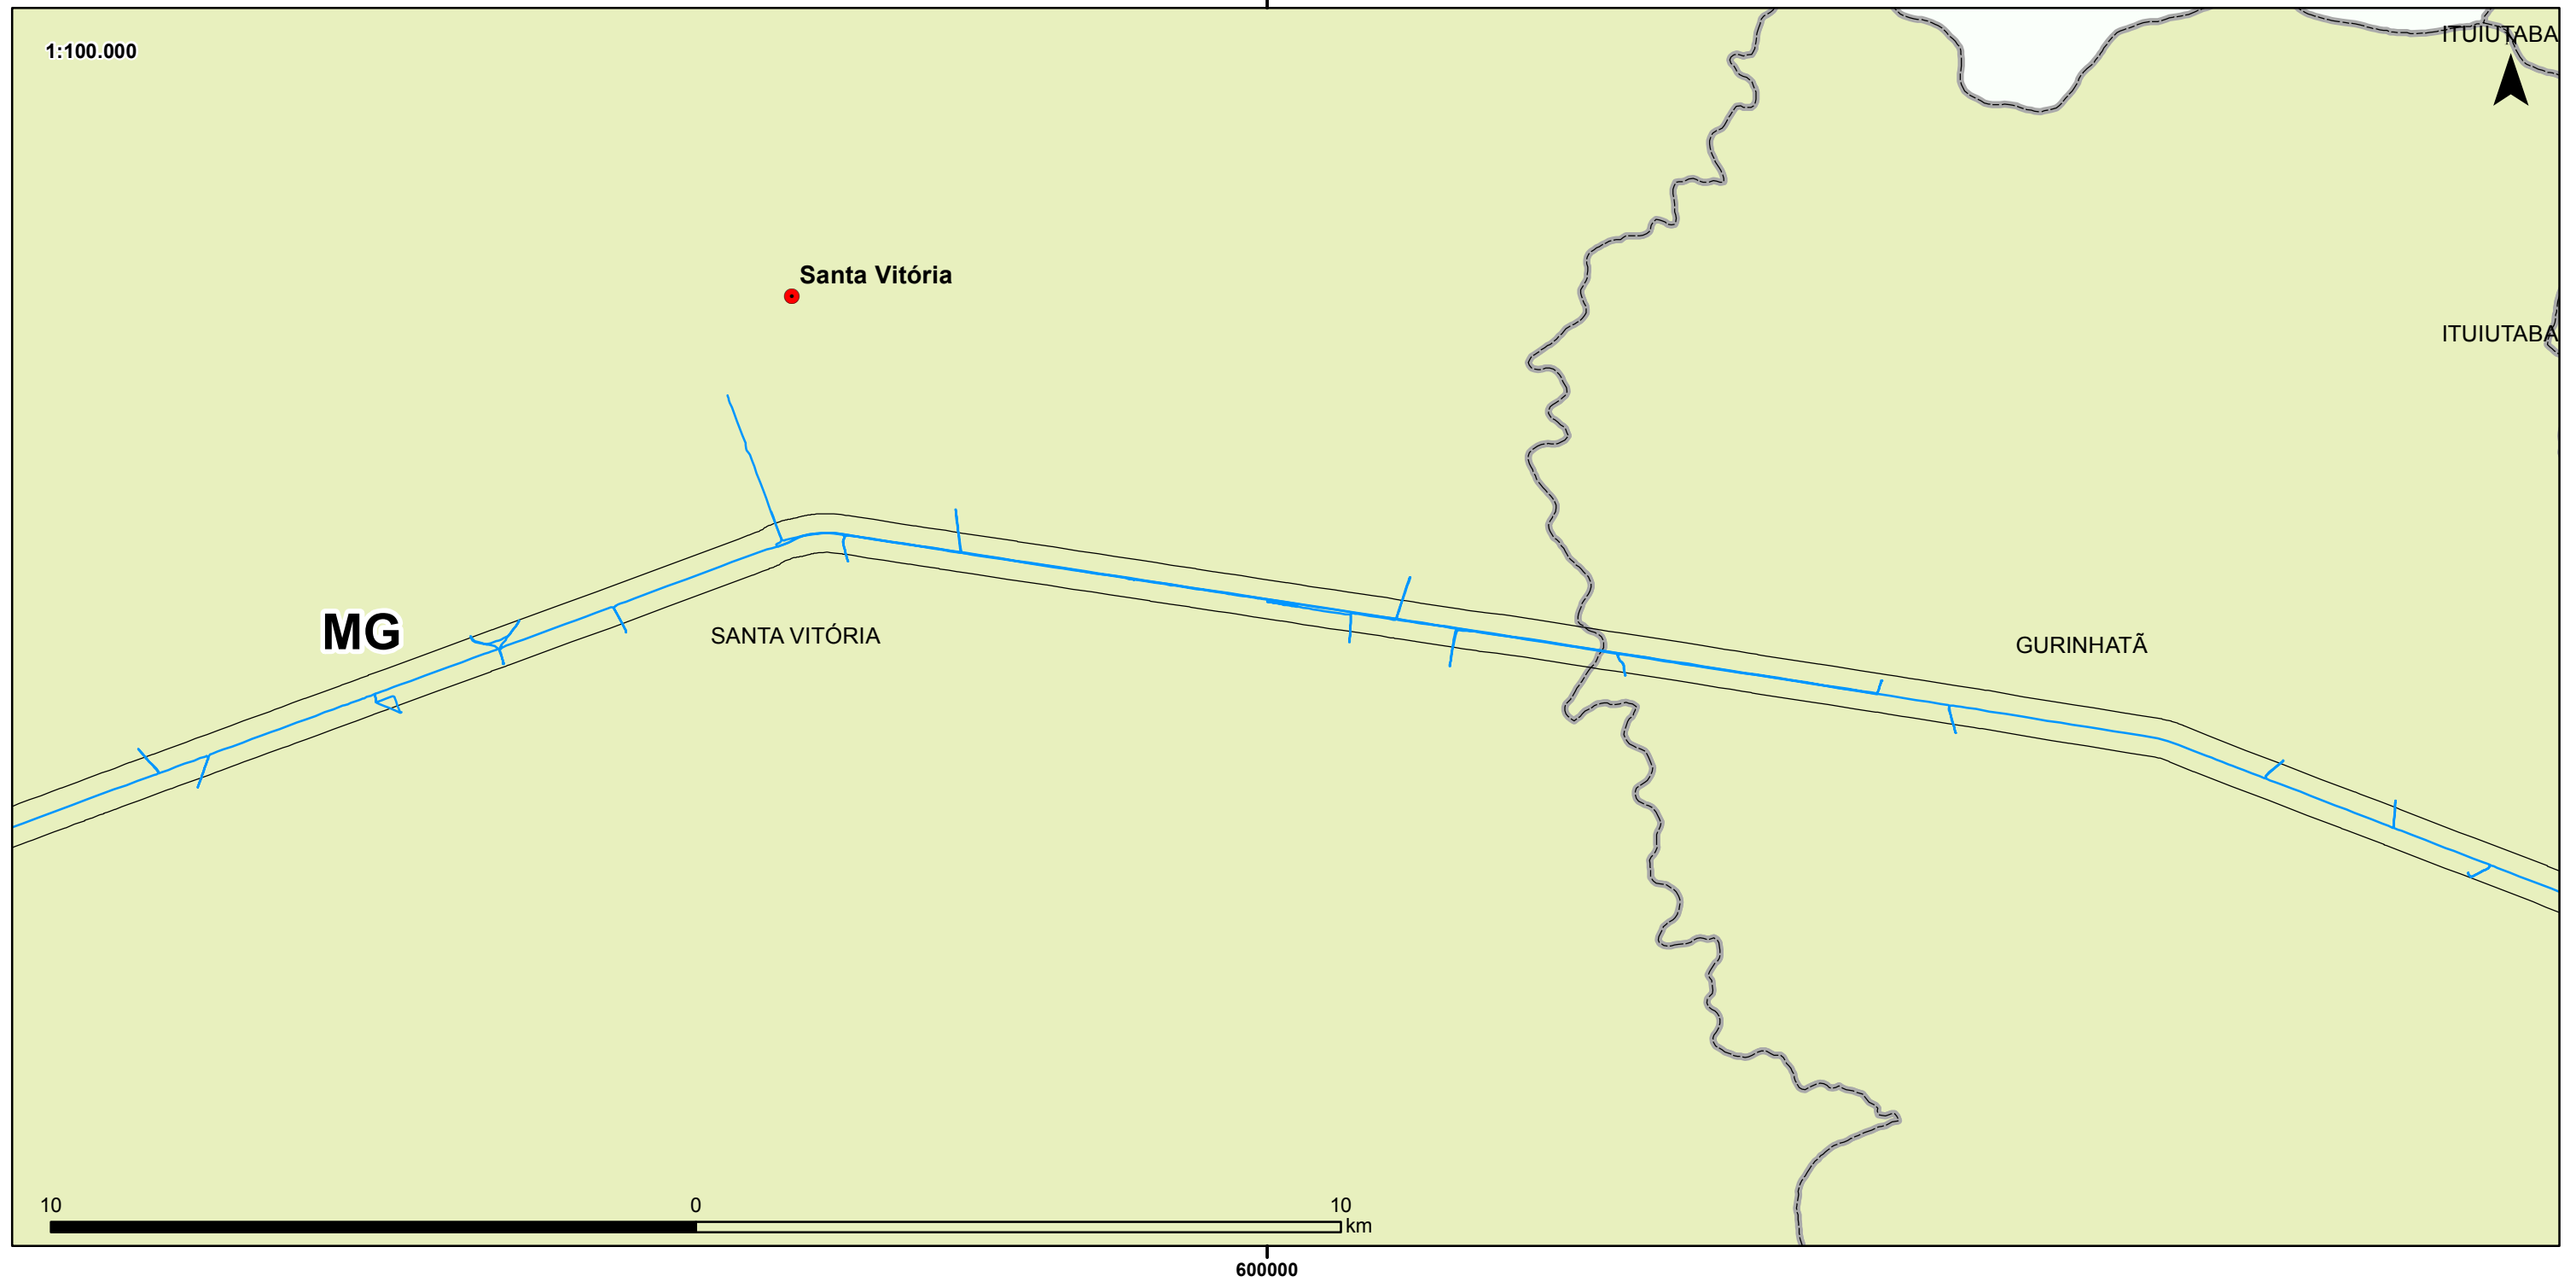 1:100.000
ITUIUTABA
Santa Vitória
ITUIUTABA
MG
SANTA VITÓRIA
GURINHATÃ
10 0 10
km
600000